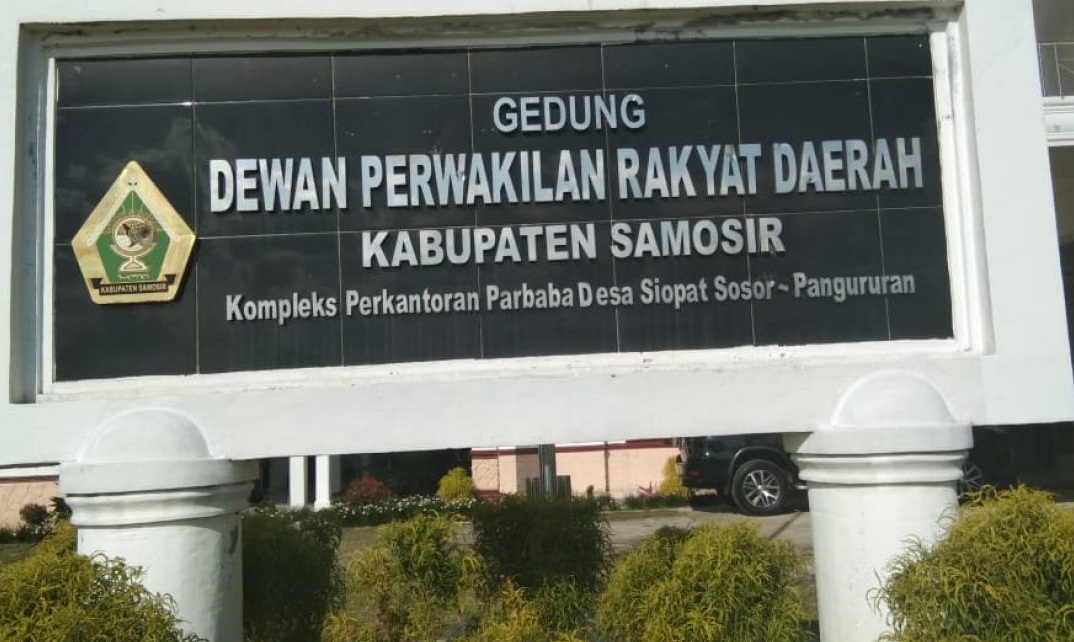 GEDUNG
DEWAN PERWAKILAN RAKYAT DAERAH
KABUPATEN SAMOSIR
Kompleks Perkantoran Parbaba Desa Siopat Sosor - Pangururan
KABUPATEN SAMOSIR